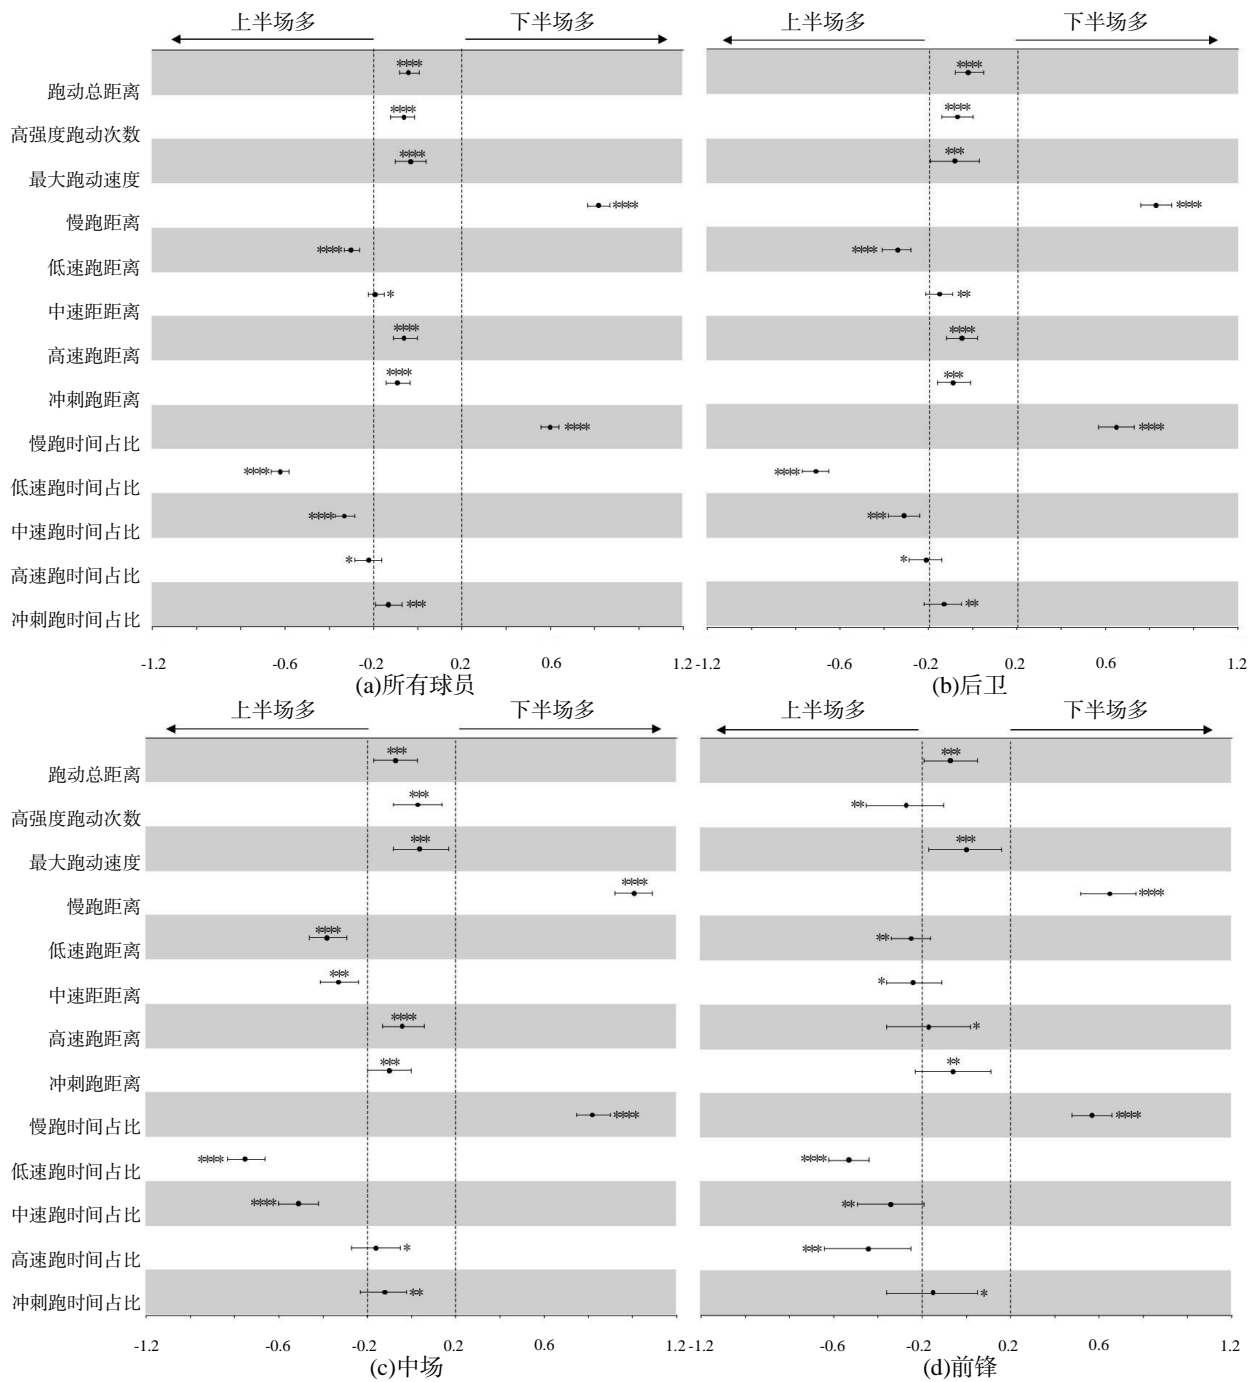 上半场多 下半场多 上半场多 下半场多
跑动总距离 **** ****
高强度跑动次数 **** ****
最大跑动速度 **** ***
慢跑距离 **** ****
低速跑距离 **** ****
中速距距离 * **
高速跑距离 **** ****
冲刺跑距离 **** ***
慢跑时间占比 **** ****
低速跑时间占比 **** ****
中速跑时间占比 **** ***
高速跑时间占比 * *
冲刺跑时间占比 *** **
-1.2 -0.6 -0.2 0.2 0.6 1.2 -1.2 -0.6 -0.2 0.2 0.6 1.2
(a)所有球员 (b)后卫
上半场多 下半场多 上半场多 下半场多
跑动总距离 *** ***
高强度跑动次数 *** **
最大跑动速度 *** ***
慢跑距离 **** ****
低速跑距离 **** **
中速距距离 *** *
高速跑距离 **** *
冲刺跑距离 *** **
慢跑时间占比 **** ****
低速跑时间占比 **** ****
中速跑时间占比 **** **
高速跑时间占比 * ***
冲刺跑时间占比 ** *
-1.2 -0.6 -0.2 0.2 0.6 1.2 -1.2 -0.6 -0.2 0.2 0.6 1.2
(c)中场 (d)前锋